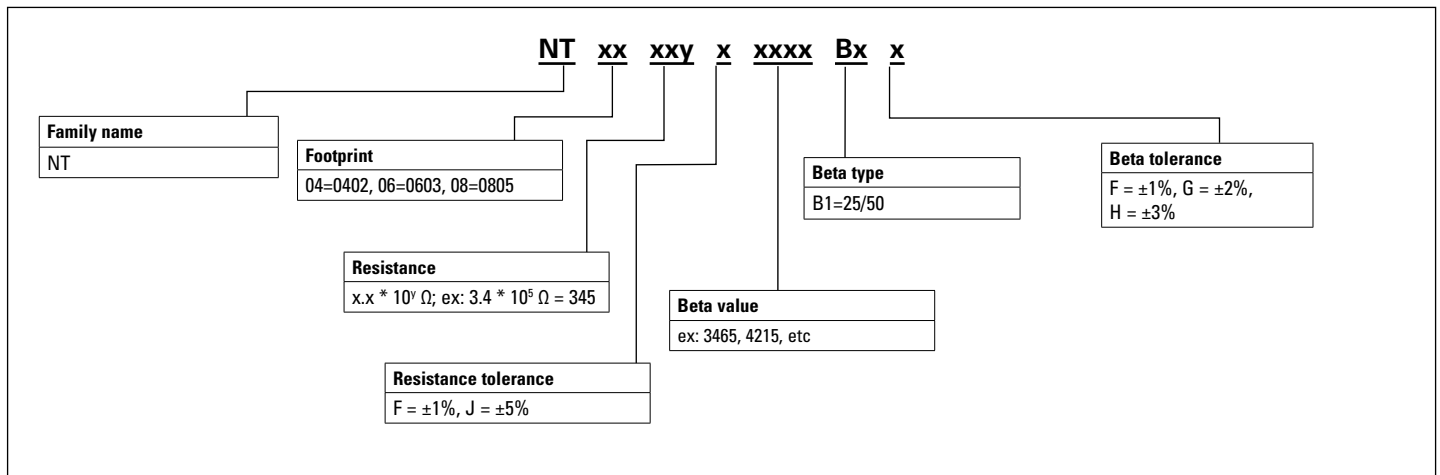 NT xx xxy x xxxx Bx x
Family name
NT
Footprint
04=0402, 06=0603, 08=0805
Resistance
x.x * 10ʸ Ω; ex: 3.4 * 10⁵ Ω = 345
Resistance tolerance
F = ±1%, J = ±5%
Beta value
ex: 3465, 4215, etc
Beta type
B1=25/50
Beta tolerance
F = ±1%, G = ±2%,
H = ±3%